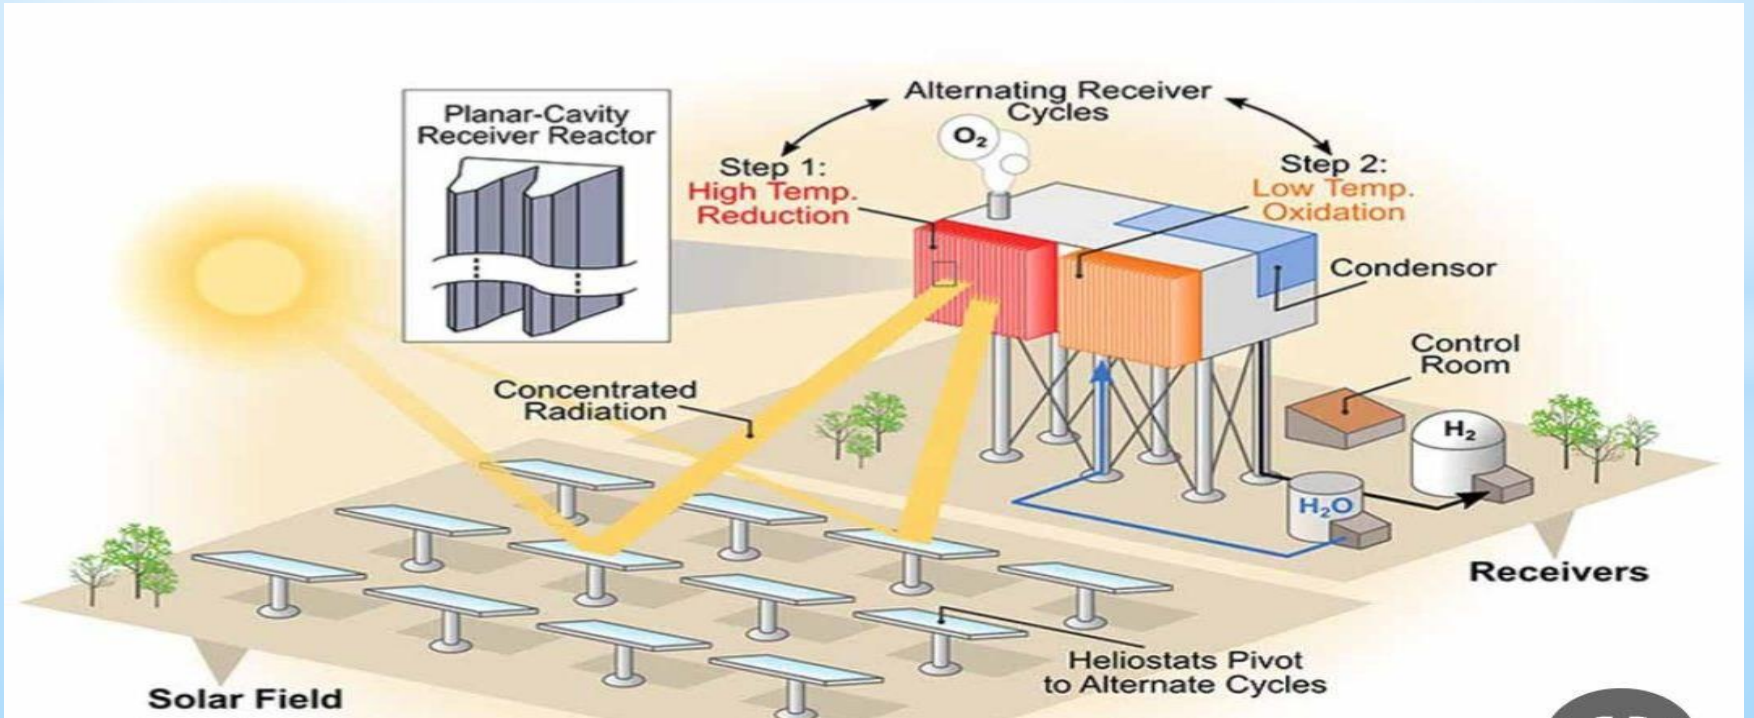 Planar-Cavity
Receiver Reactor
Alternating Receiver
Cycles
O₂
Step 1:
High Temp.
Reduction
Step 2:
Low Temp.
Oxidation
Condensor
Control
Room
Concentrated
Radiation
H₂
H₂O
Receivers
Heliostats Pivot
to Alternate Cycles
Solar Field